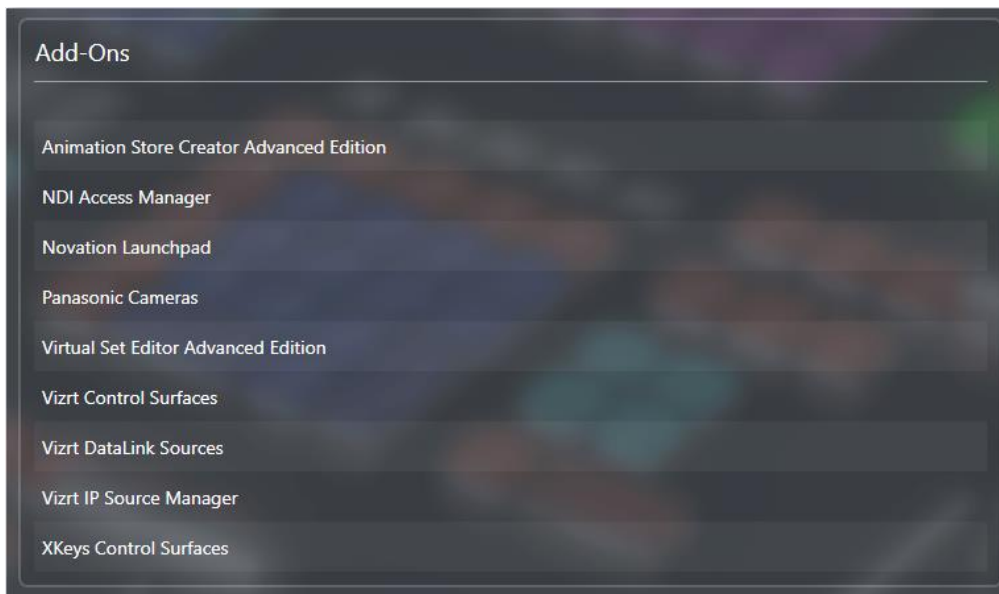 Add-Ons
Animation Store Creator Advanced Edition
NDI Access Manager
Novation Launchpad
Panasonic Cameras
Virtual Set Editor Advanced Edition
Vizrt Control Surfaces
Vizrt DataLink Sources
Vizrt IP Source Manager
XKeys Control Surfaces